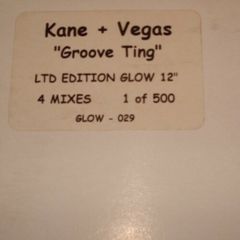 Kane + Vegas
"Groove Ting"
LTD EDITION GLOW 12"
4 MIXES 1 of 500
GLOW - 029